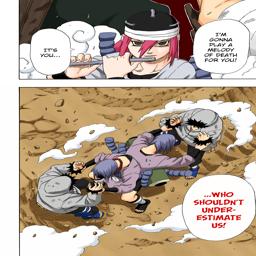 IT'S
YOU...
I'M
GONNA
PLAY A
MELODY
OF DEATH
FOR YOU!
...WHO
SHOULDN'T
UNDER-
ESTIMATE
US!